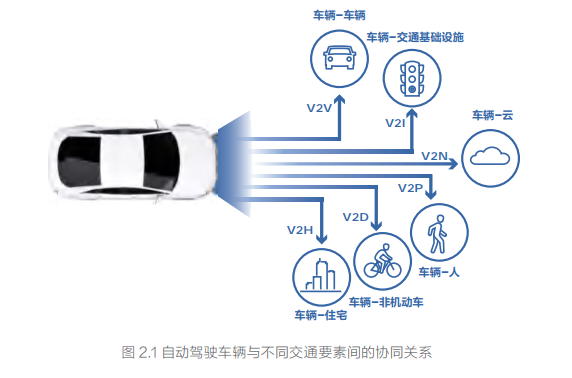 车辆-车辆
车辆-交通基础设施
V2V
V2I
车辆-云
V2N
V2P
V2D
V2H
车辆-人
车辆-非机动车
车辆-住宅
图 2.1 自动驾驶车辆与不同交通要素间的协同关系